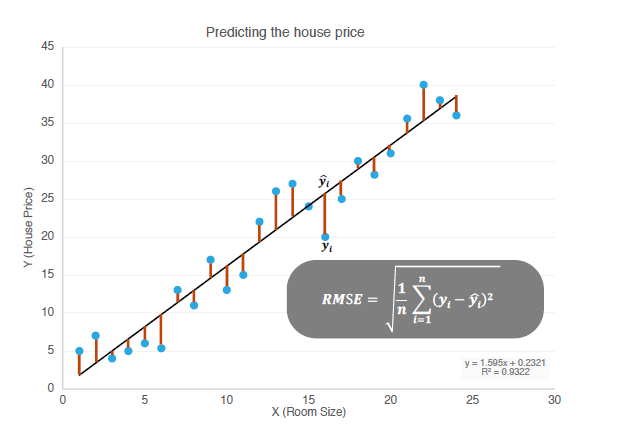 Predicting the house price
45
40
35
30
25
20
15
10
5
0
Y (House Price)
ŷᵢ
yᵢ
RMSE = √(1/n ∑ⁿᵢ₌₁ (yᵢ − ŷᵢ)²)
y = 1.595x + 0.2321
R² = 0.9322
0 5 10 15 20 25 30
X (Room Size)